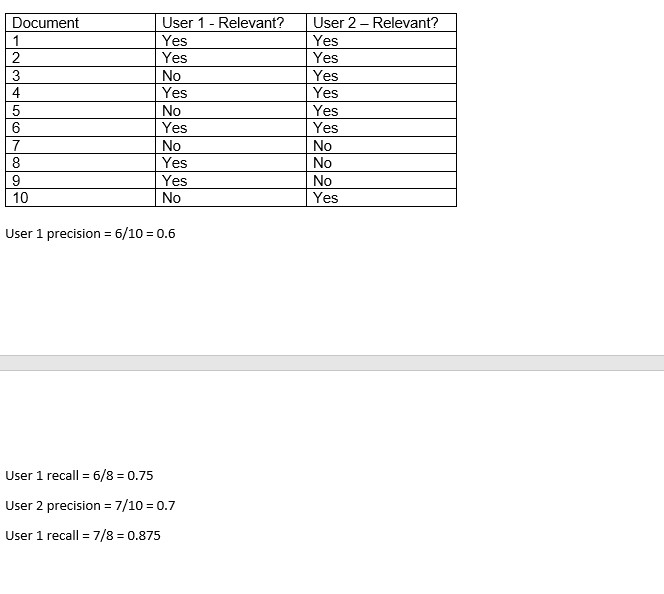 Document User 1 - Relevant? User 2 – Relevant?
1 Yes Yes
2 Yes Yes
3 No Yes
4 Yes Yes
5 No Yes
6 Yes Yes
7 No No
8 Yes No
9 Yes No
10 No Yes
User 1 precision = 6/10 = 0.6
User 1 recall = 6/8 = 0.75
User 2 precision = 7/10 = 0.7
User 1 recall = 7/8 = 0.875